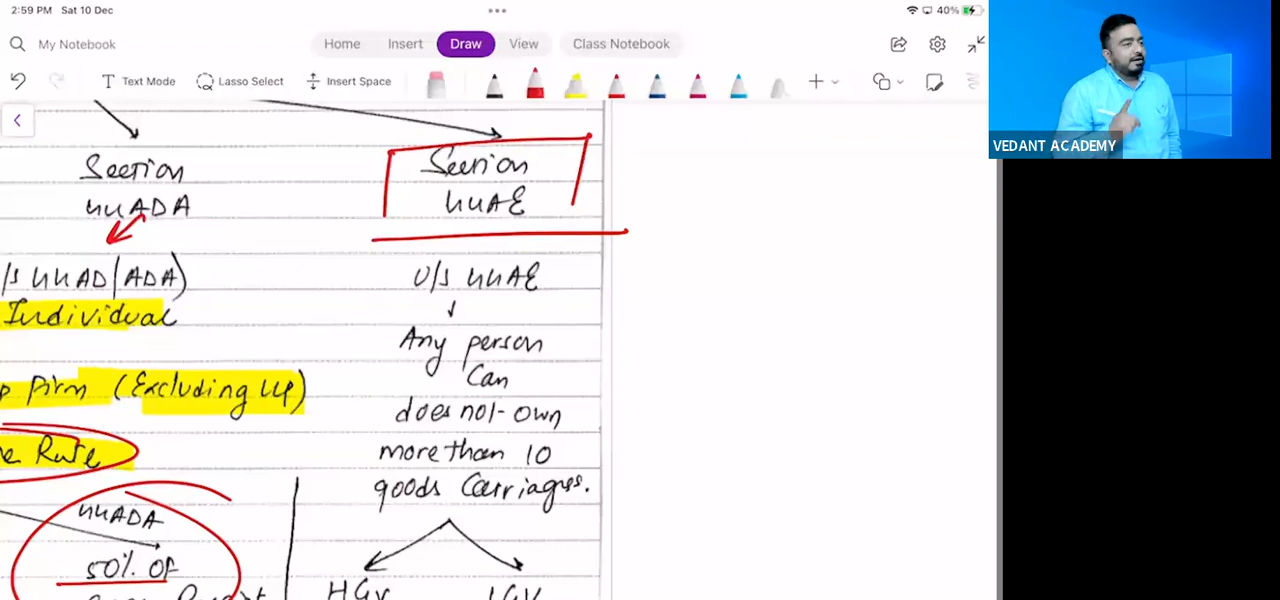 2:59 PM Sat 10 Dec
40%
My Notebook
Home Insert Draw View Class Notebook
Text Mode Lasso Select Insert Space
VEDANT ACADEMY
Section
44ADA
/s 44AD/ADA)
Individual
Firm (Excluding LLP)
Rate
44ADA
50% OF
Section
44AE
U/s 44AE
Any person
Can
does not own
more than 10
goods Carriages.
HGV
LGV